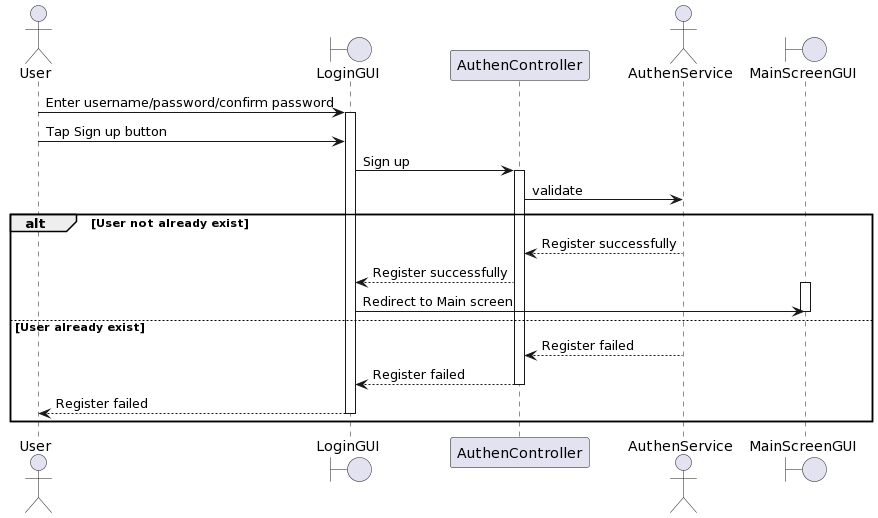 User
LoginGUI
AuthenController
AuthenService
MainScreenGUI
Enter username/password/confirm password
Tap Sign up button
Sign up
validate
alt [User not already exist]
Register successfully
Register successfully
Redirect to Main screen
[User already exist]
Register failed
Register failed
Register failed
User
LoginGUI
AuthenController
AuthenService
MainScreenGUI